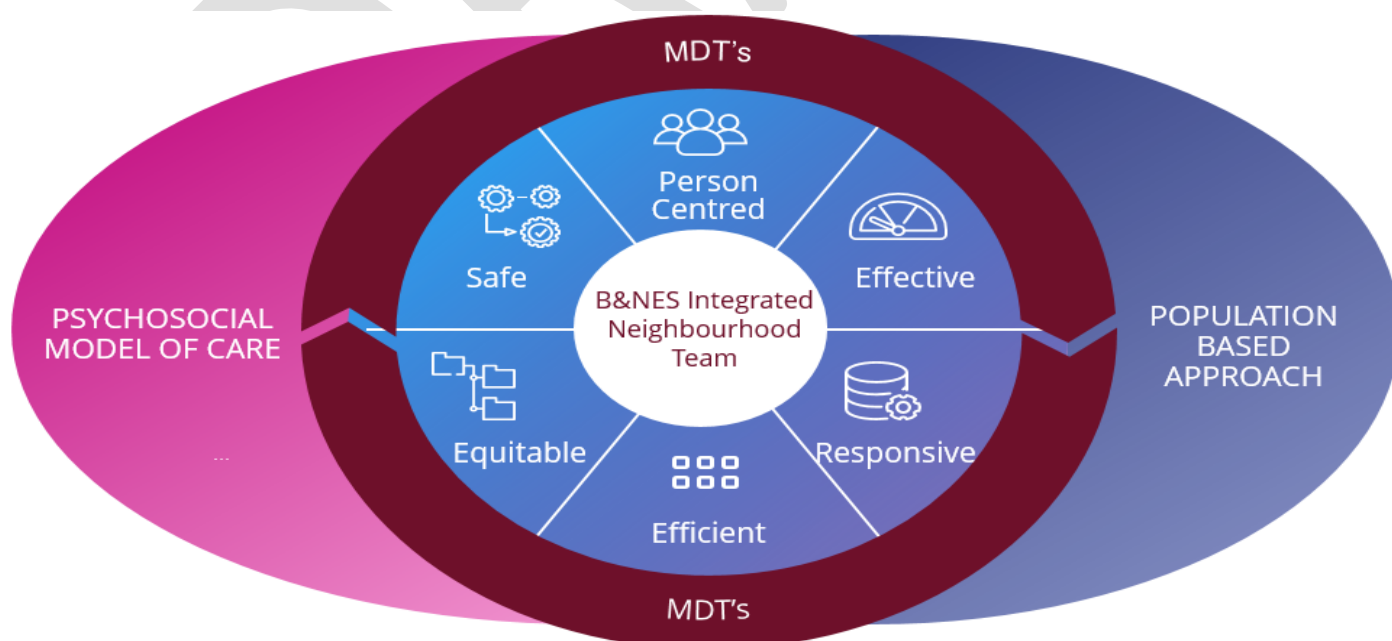 MDT's
Person
Centred
Safe
Effective
B&NES Integrated
Neighbourhood
Team
PSYCHOSOCIAL
MODEL OF CARE
...
POPULATION
BASED
APPROACH
Equitable
Responsive
Efficient
MDT's